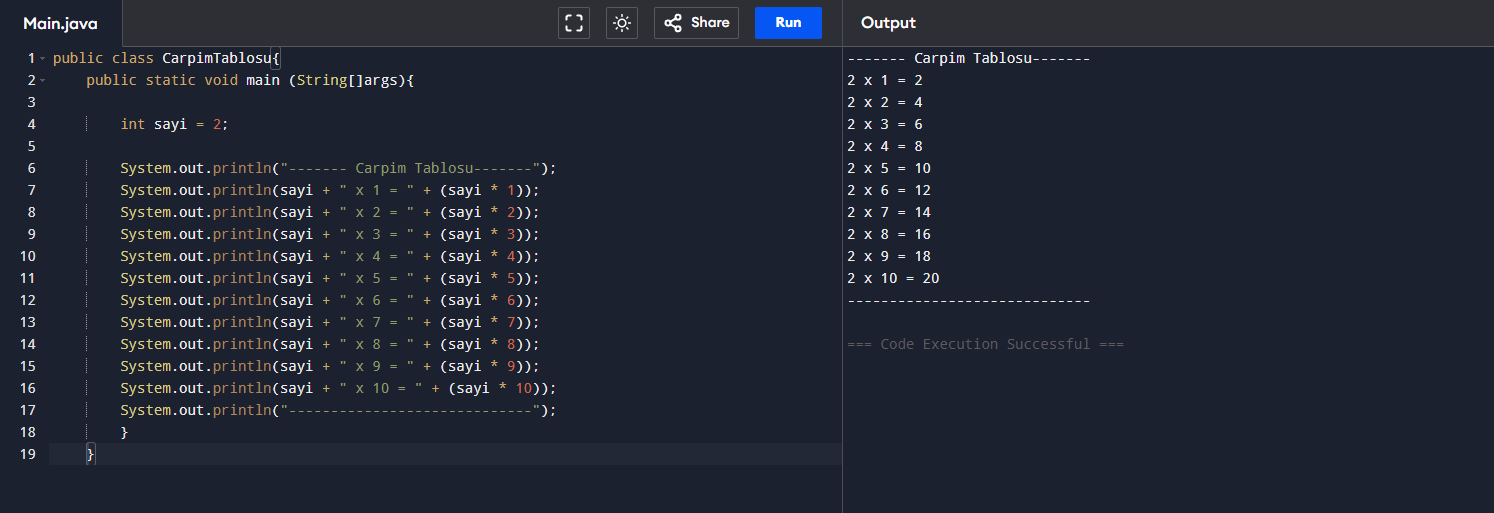 Main.java
Share
Run
Output
1 public class CarpimTablosu{
2     public static void main (String[]args){
3
4         int sayi = 2;
5
6         System.out.println("------- Carpim Tablosu-------");
7         System.out.println(sayi + " x 1 = " + (sayi * 1));
8         System.out.println(sayi + " x 2 = " + (sayi * 2));
9         System.out.println(sayi + " x 3 = " + (sayi * 3));
10         System.out.println(sayi + " x 4 = " + (sayi * 4));
11         System.out.println(sayi + " x 5 = " + (sayi * 5));
12         System.out.println(sayi + " x 6 = " + (sayi * 6));
13         System.out.println(sayi + " x 7 = " + (sayi * 7));
14         System.out.println(sayi + " x 8 = " + (sayi * 8));
15         System.out.println(sayi + " x 9 = " + (sayi * 9));
16         System.out.println(sayi + " x 10 = " + (sayi * 10));
17         System.out.println("-----------------------------");
18         }
19     }
------- Carpim Tablosu-------
2 x 1 = 2
2 x 2 = 4
2 x 3 = 6
2 x 4 = 8
2 x 5 = 10
2 x 6 = 12
2 x 7 = 14
2 x 8 = 16
2 x 9 = 18
2 x 10 = 20
-----------------------------
=== Code Execution Successful ===